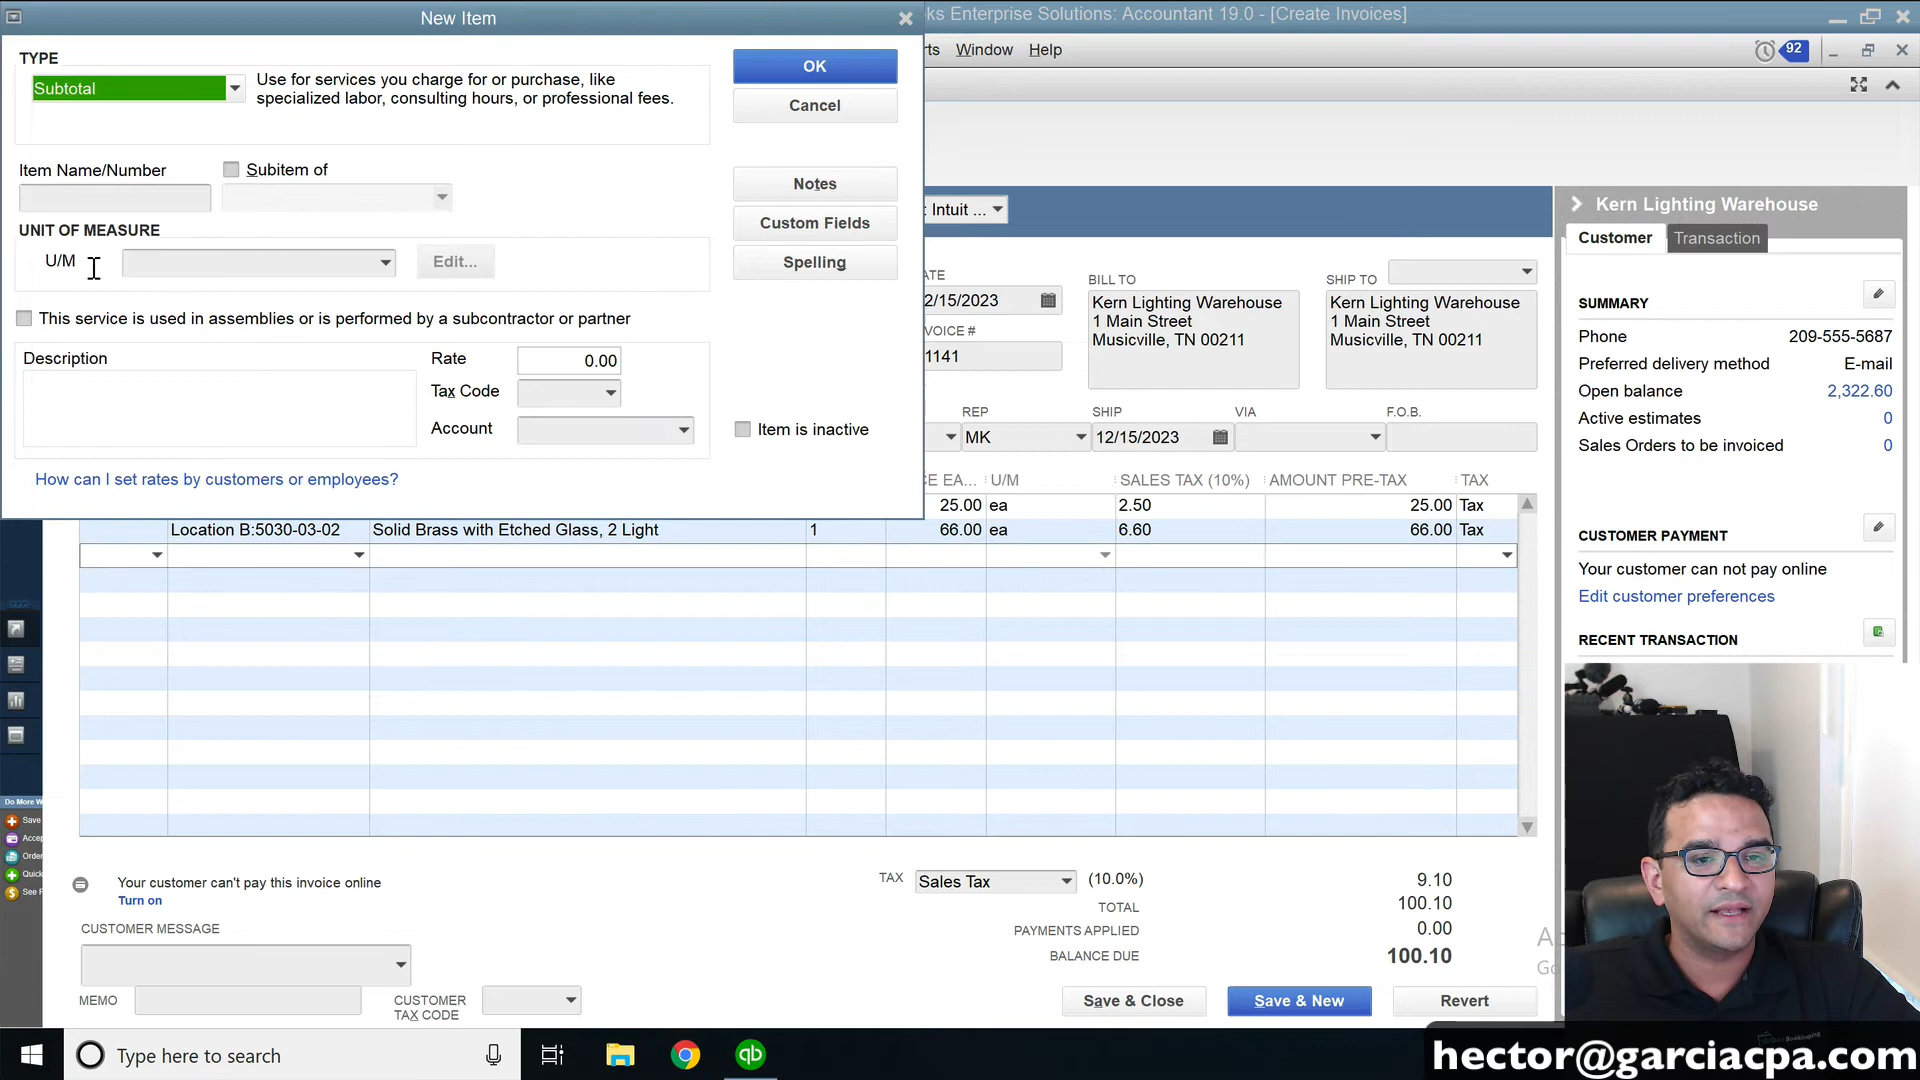 New Item
ks Enterprise Solutions: Accountant 19.0 - [Create Invoices]
rts Window Help
92
TYPE
Subtotal
Use for services you charge for or purchase, like
specialized labor, consulting hours, or professional fees.
OK
Cancel
Item Name/Number
Subitem of
Notes
Custom Fields
Spelling
UNIT OF MEASURE
U/M
Edit...
This service is used in assemblies or is performed by a subcontractor or partner
Description
Rate
0.00
Tax Code
Account
Item is inactive
How can I set rates by customers or employees?
: Intuit ...
ATE
2/15/2023
VOICE #
1141
BILL TO
Kern Lighting Warehouse
1 Main Street
Musicville, TN 00211
SHIP TO
Kern Lighting Warehouse
1 Main Street
Musicville, TN 00211
REP
SHIP
VIA
F.O.B.
MK
12/15/2023
CE EA... U/M SALES TAX (10%) AMOUNT PRE-TAX TAX
25.00 ea 2.50 25.00 Tax
Location B:5030-03-02 Solid Brass with Etched Glass, 2 Light 1 66.00 ea 6.60 66.00 Tax
Kern Lighting Warehouse
Customer
Transaction
SUMMARY
Phone 209-555-5687
Preferred delivery method E-mail
Open balance 2,322.60
Active estimates 0
Sales Orders to be invoiced 0
CUSTOMER PAYMENT
Your customer can not pay online
Edit customer preferences
RECENT TRANSACTION
Do More W
Save
Accep
Order
Quick
See F
Your customer can't pay this invoice online
Turn on
CUSTOMER MESSAGE
MEMO
CUSTOMER
TAX CODE
TAX
Sales Tax
(10.0%)
9.10
TOTAL
100.10
PAYMENTS APPLIED
0.00
BALANCE DUE
100.10
Save & Close
Save & New
Revert
Type here to search
qb
hector@garciacpa.com